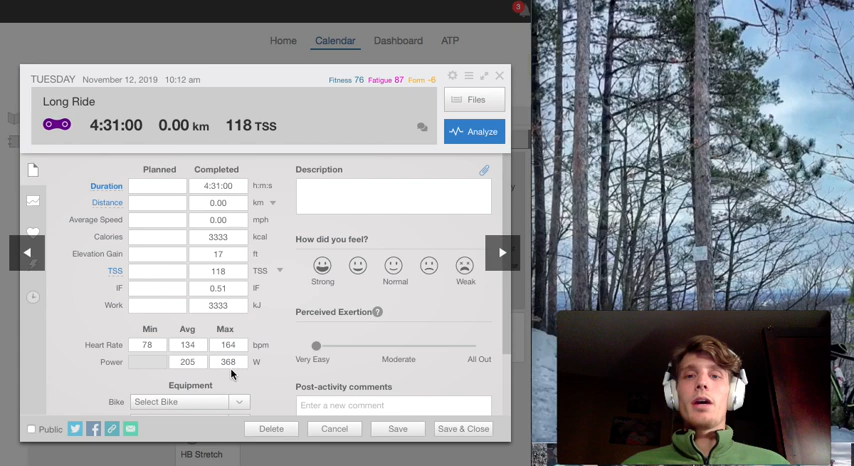 3
Home Calendar Dashboard ATP
TUESDAY November 12, 2019 10:12 am Fitness 76 Fatigue 87 Form -6
Long Ride
4:31:00 0.00 km 118 TSS
Files
Analyze
Planned Completed
Duration 4:31:00 h:m:s
Distance 0.00 km
Average Speed 0.00 mph
Calories 3333 kcal
Elevation Gain 17 ft
TSS 118 TSS
IF 0.51 IF
Work 3333 kJ
Min Avg Max
Heart Rate 78 134 164 bpm
Power 205 368 W
Equipment
Bike Select Bike
Description
How did you feel?
Strong Normal Weak
Perceived Exertion ?
Very Easy Moderate All Out
Post-activity comments
Enter a new comment
Public Delete Cancel Save Save & Close
HB Stretch